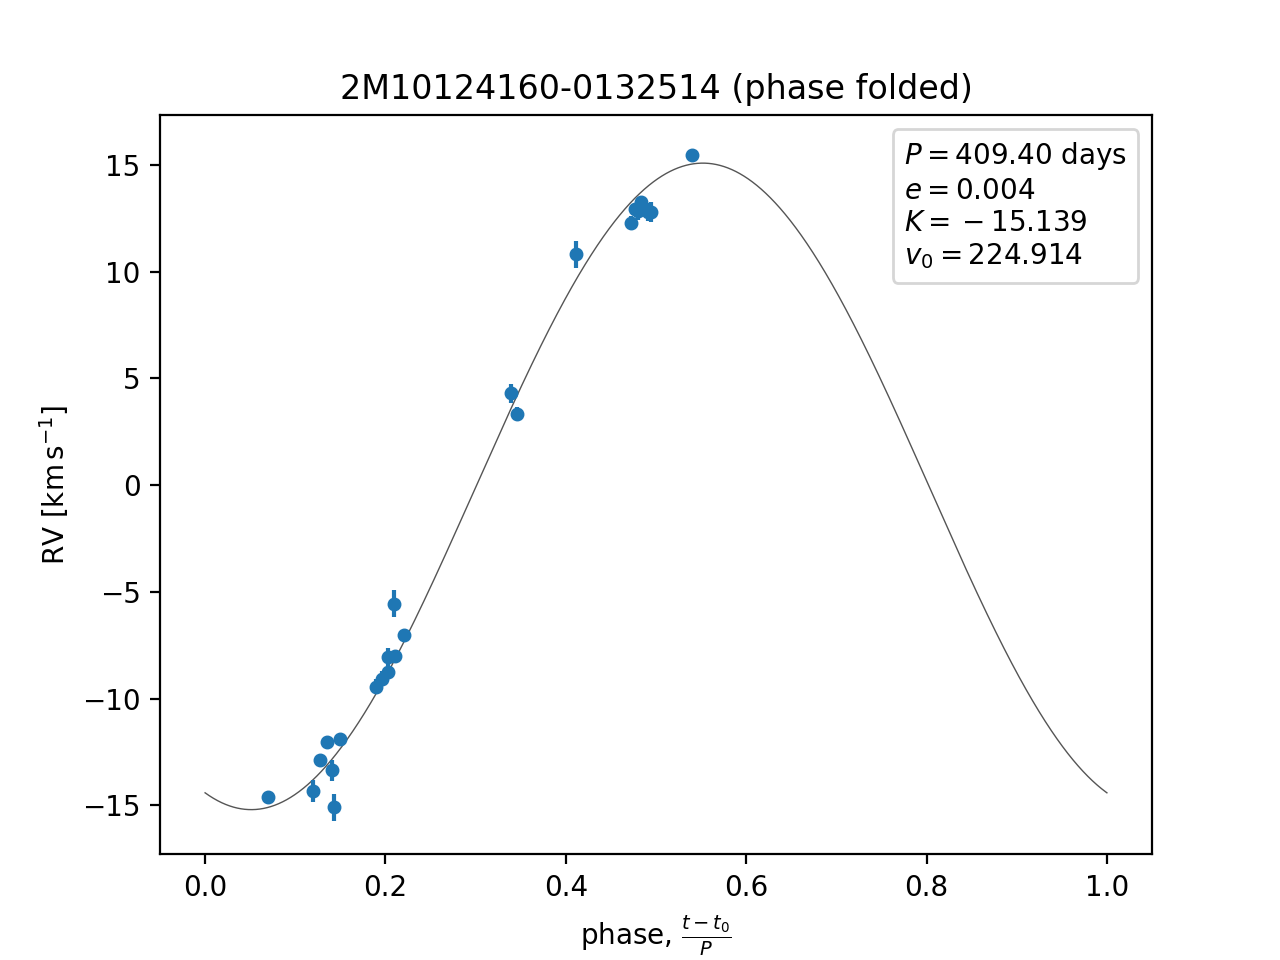 2M10124160-0132514 (phase folded)
P = 409.40 days
e = 0.004
K = −15.139
v₀ = 224.914
15
10
5
0
−5
−10
−15
RV [km s⁻¹]
0.0 0.2 0.4 0.6 0.8 1.0
phase, (t − t₀)/P